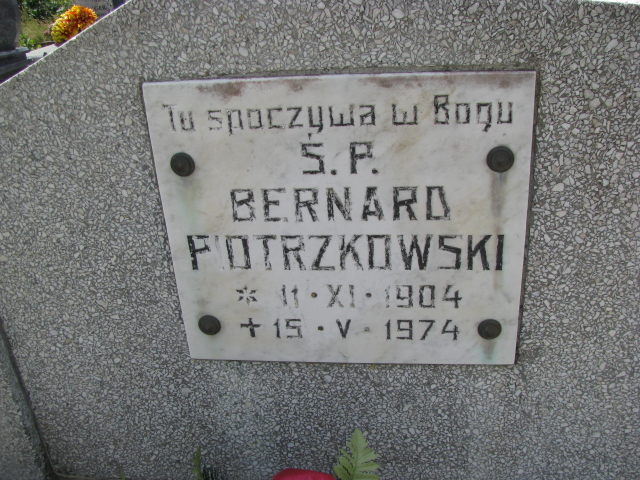 Tu spoczywa w Bogu
Ś.P.
BERNARD
PIOTRZKOWSKI
* 11·XI·1904
+ 15·V·1974